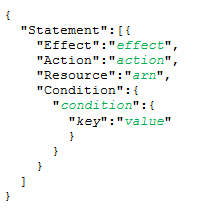 {
  "Statement":[{
    "Effect":"effect",
    "Action":"action",
    "Resource":"arn",
    "Condition":{
      "condition":{
        "key":"value"
        }
      }
    }
  ]
}